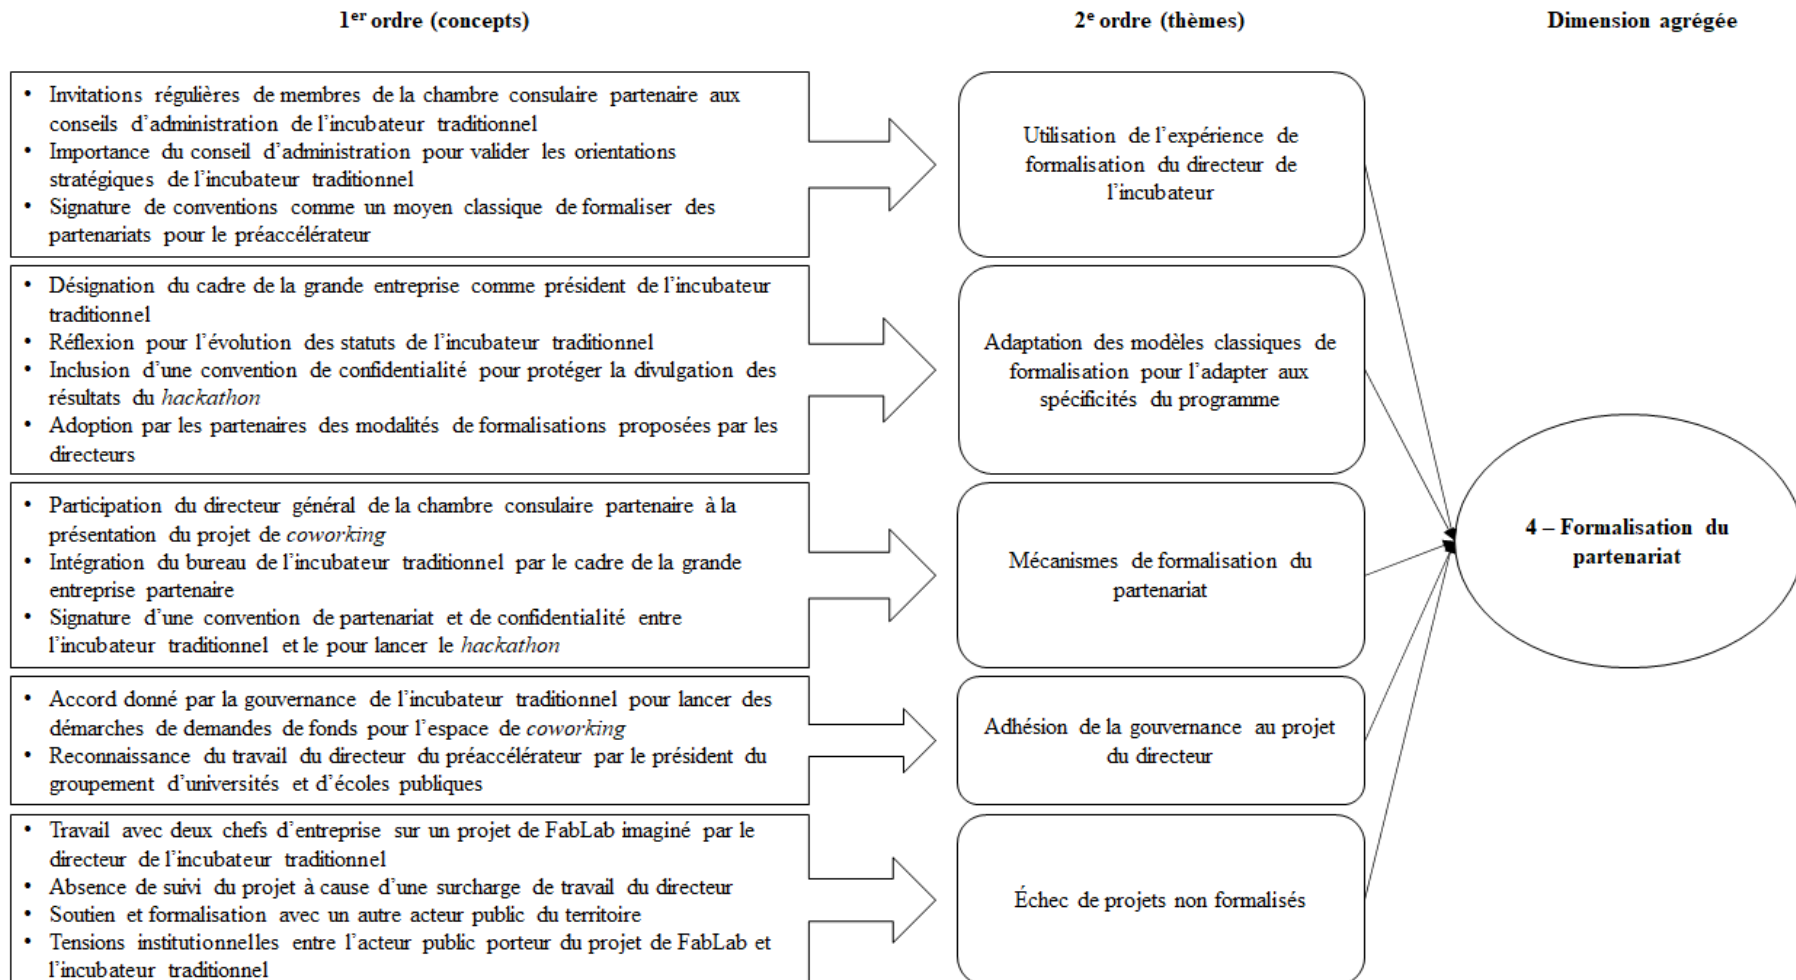 1er ordre (concepts)
2e ordre (thèmes)
Dimension agrégée
• Invitations régulières de membres de la chambre consulaire partenaire aux
conseils d’administration de l’incubateur traditionnel
• Importance du conseil d’administration pour valider les orientations
stratégiques de l’incubateur traditionnel
• Signature de conventions comme un moyen classique de formaliser des
partenariats pour le préaccélérateur
Utilisation de l’expérience de
formalisation du directeur de
l’incubateur
• Désignation du cadre de la grande entreprise comme président de l’incubateur
traditionnel
• Réflexion pour l’évolution des statuts de l’incubateur traditionnel
• Inclusion d’une convention de confidentialité pour protéger la divulgation des
résultats du hackathon
• Adoption par les partenaires des modalités de formalisations proposées par les
directeurs
Adaptation des modèles classiques de
formalisation pour l’adapter aux
spécificités du programme
• Participation du directeur général de la chambre consulaire partenaire à la
présentation du projet de coworking
• Intégration du bureau de l’incubateur traditionnel par le cadre de la grande
entreprise partenaire
• Signature d’une convention de partenariat et de confidentialité entre
l’incubateur traditionnel et le pour lancer le hackathon
Mécanismes de formalisation du
partenariat
• Accord donné par la gouvernance de l’incubateur traditionnel pour lancer des
démarches de demandes de fonds pour l’espace de coworking
• Reconnaissance du travail du directeur du préaccélérateur par le président du
groupement d’universités et d’écoles publiques
Adhésion de la gouvernance au projet
du directeur
• Travail avec deux chefs d’entreprise sur un projet de FabLab imaginé par le
directeur de l’incubateur traditionnel
• Absence de suivi du projet à cause d’une surcharge de travail du directeur
• Soutien et formalisation avec un autre acteur public du territoire
• Tensions institutionnelles entre l’acteur public porteur du projet de FabLab et
l’incubateur traditionnel
Échec de projets non formalisés
4 – Formalisation du
partenariat